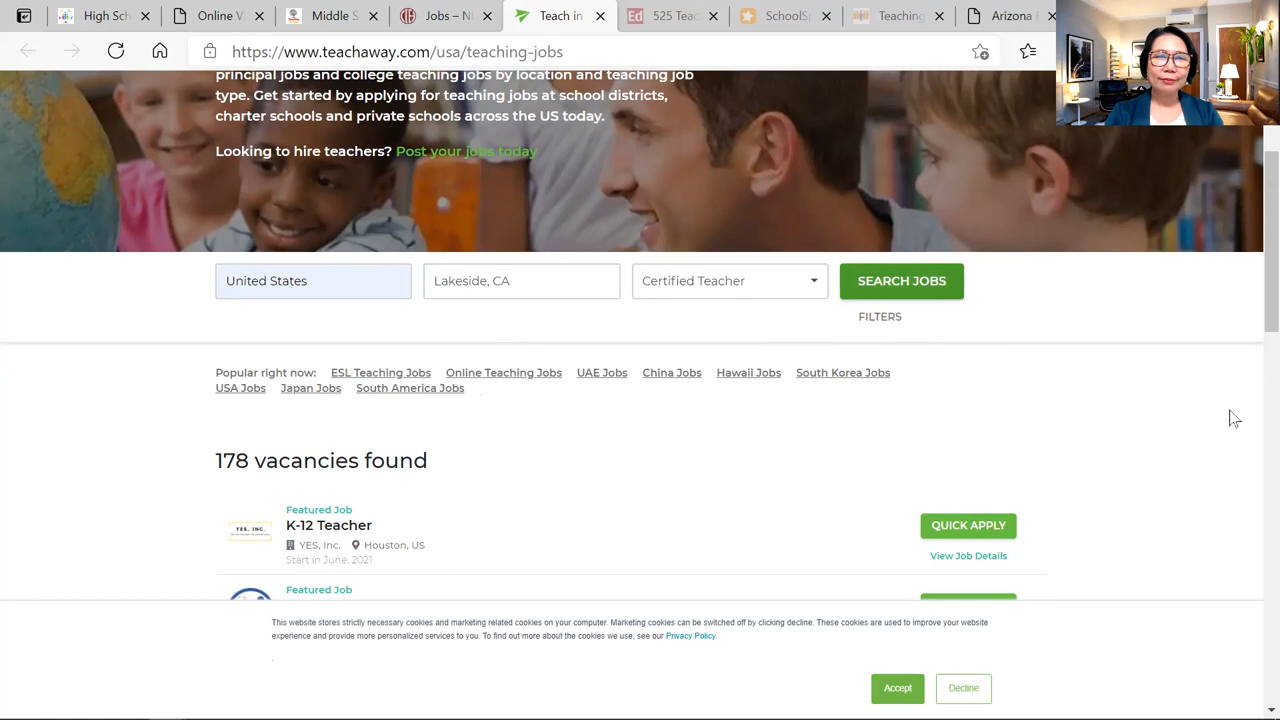 High Sc
Middle S
Jobs –
Teach in
525 Teac
SchoolS
Teaching
Arizona
https://www.teachaway.com/usa/teaching-jobs
principal jobs and college teaching jobs by location and teaching job
type. Get started by applying for teaching jobs at school districts,
charter schools and private schools across the US today.
Looking to hire teachers? Post your jobs today
United States
Lakeside, CA
Certified Teacher
SEARCH JOBS
FILTERS
Popular right now: ESL Teaching Jobs Online Teaching Jobs UAE Jobs China Jobs Hawaii Jobs South Korea Jobs
USA Jobs Japan Jobs South America Jobs
178 vacancies found
Featured Job
K-12 Teacher
YES, INC.
QUICK APPLY
YES, Inc. Houston, US
View Job Details
Start in June, 2021
Featured Job
This website stores strictly necessary cookies and marketing related cookies on your computer. Marketing cookies can be switched off by clicking decline. These cookies are used to improve your website
experience and provide more personalized services to you. To find out more about the cookies we use, see our Privacy Policy.
.
Accept
Decline